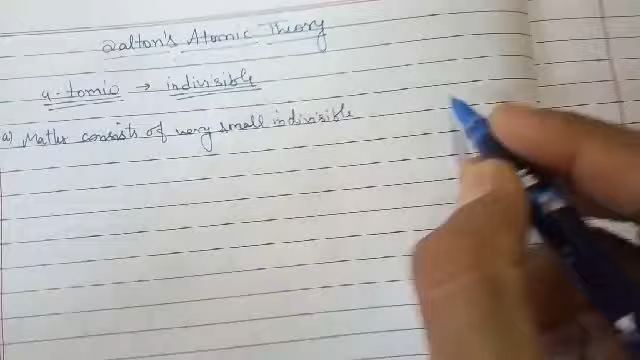 Dalton's Atomic Theory
a-tomio → indivisible
a) Matter consists of very small indivisible